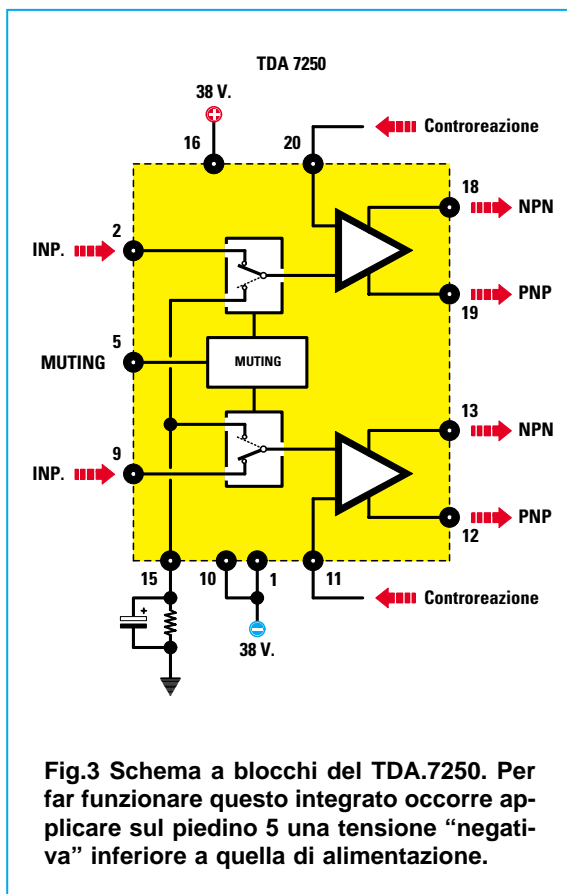 TDA 7250
38 V.
16
20
Controreazione
18
NPN
2
INP.
PNP
19
5
MUTING
MUTING
13
NPN
9
INP.
PNP
12
15
10
1
11
Controreazione
+
38 V.
Fig.3 Schema a blocchi del TDA.7250. Per
far funzionare questo integrato occorre ap-
plicare sul piedino 5 una tensione “negati-
va” inferiore a quella di alimentazione.